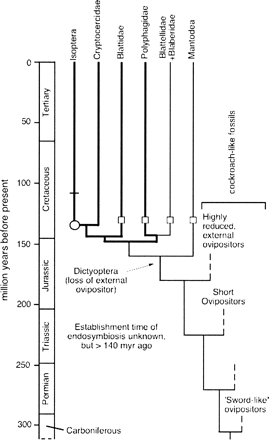 Isoptera
Cryptocercidae
Blattidae
Polyphagidae
Blattellidae
+Blaberidae
Mantodea
cockroach-like fossils
million years before present
0
50
100
150
200
250
300
Tertiary
Cretaceous
Jurassic
Triassic
Permian
Carboniferous
Highly
reduced,
external
ovipositors
Dictyoptera
(loss of external
ovipositor)
Short
Ovipositors
Establishment time of
endosymbiosis unknown,
but > 140 myr ago
'Sword-like"
ovipositors